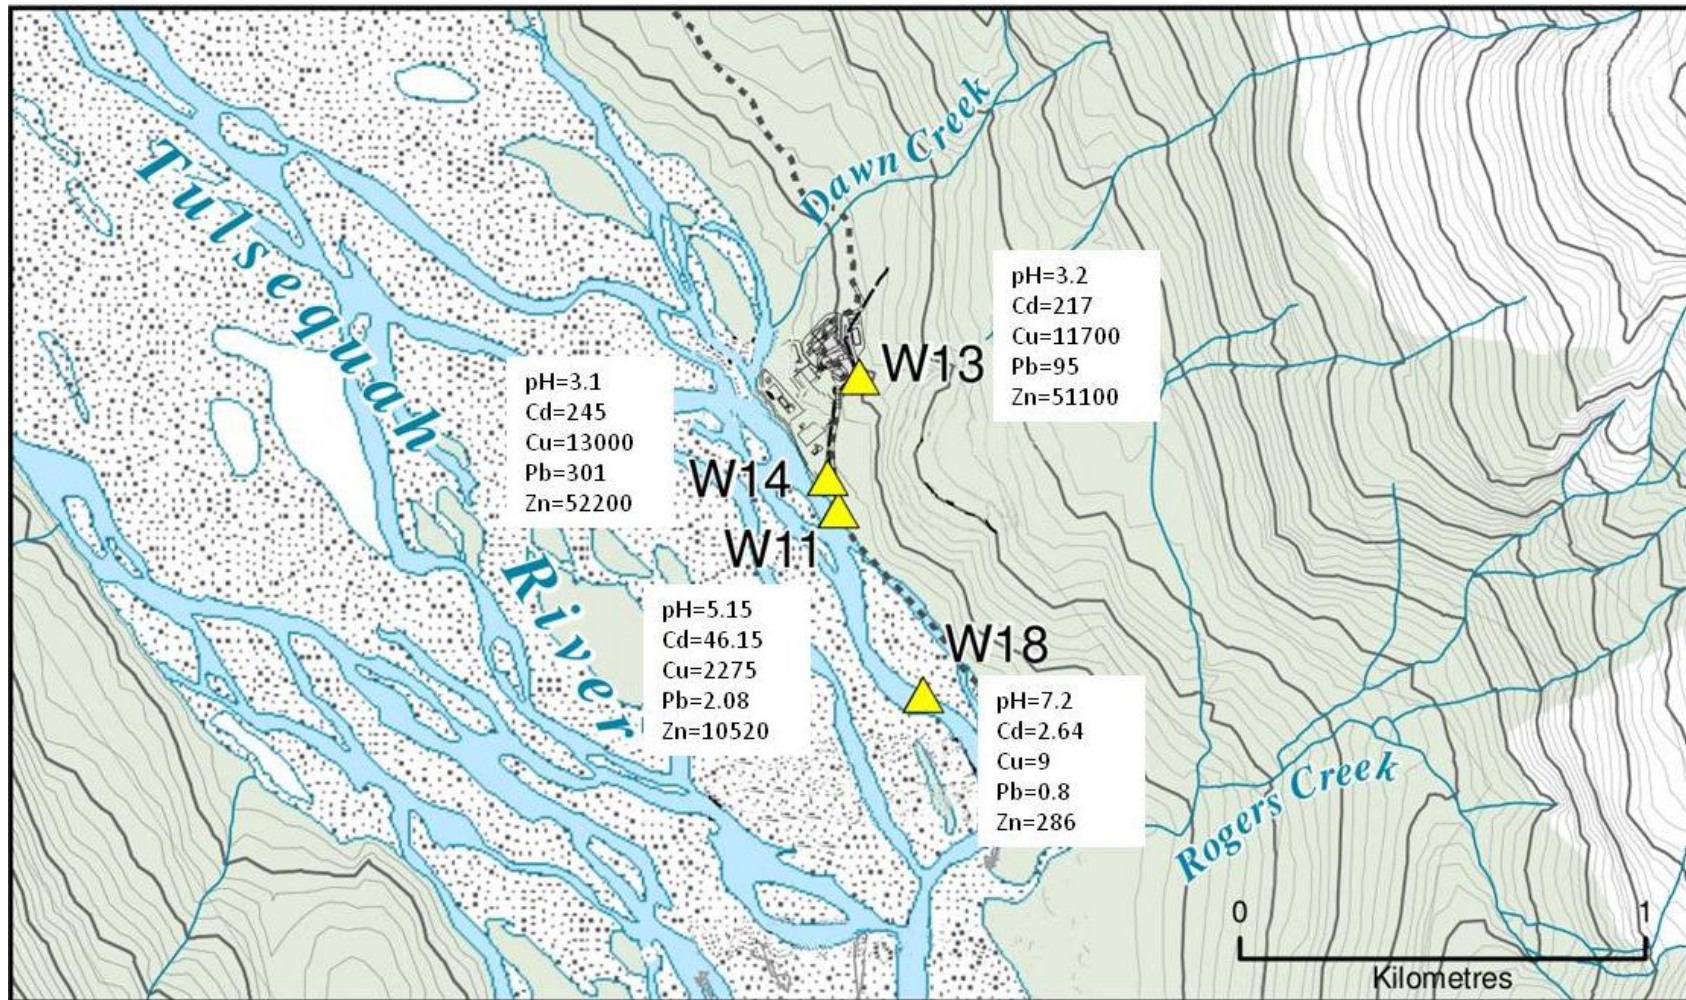 Tulsequah
River
Dawn Creek
pH=3.2
Cd=217
Cu=11700
Pb=95
Zn=51100
W13
pH=3.1
Cd=245
Cu=13000
Pb=301
Zn=52200
W14
W11
pH=5.15
Cd=46.15
Cu=2275
Pb=2.08
Zn=10520
W18
pH=7.2
Cd=2.64
Cu=9
Pb=0.8
Zn=286
Rogers Creek
0 1
Kilometres